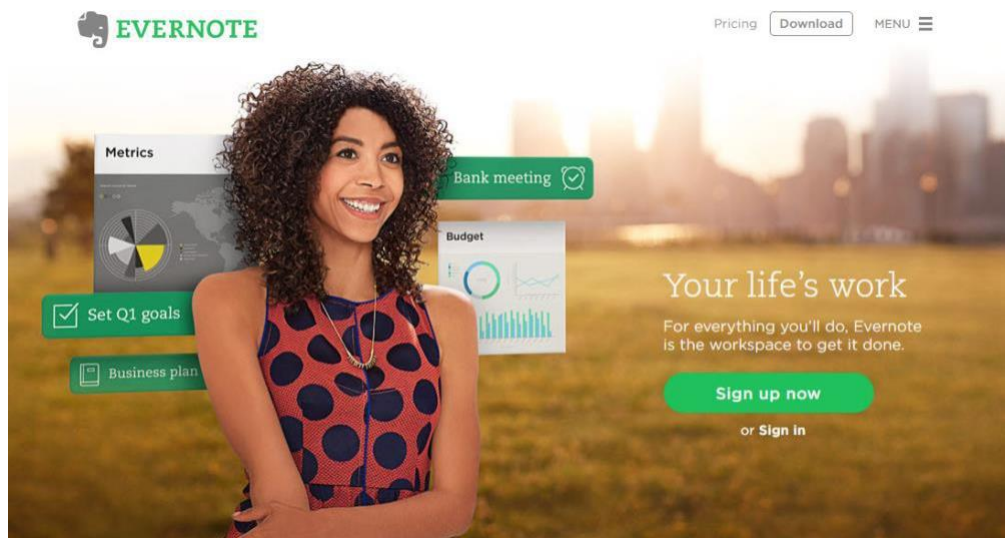 EVERNOTE
Pricing
Download
MENU
Metrics
Bank meeting
Budget
Set Q1 goals
Business plan
Your life's work
For everything you'll do, Evernote
is the workspace to get it done.
Sign up now
or Sign in